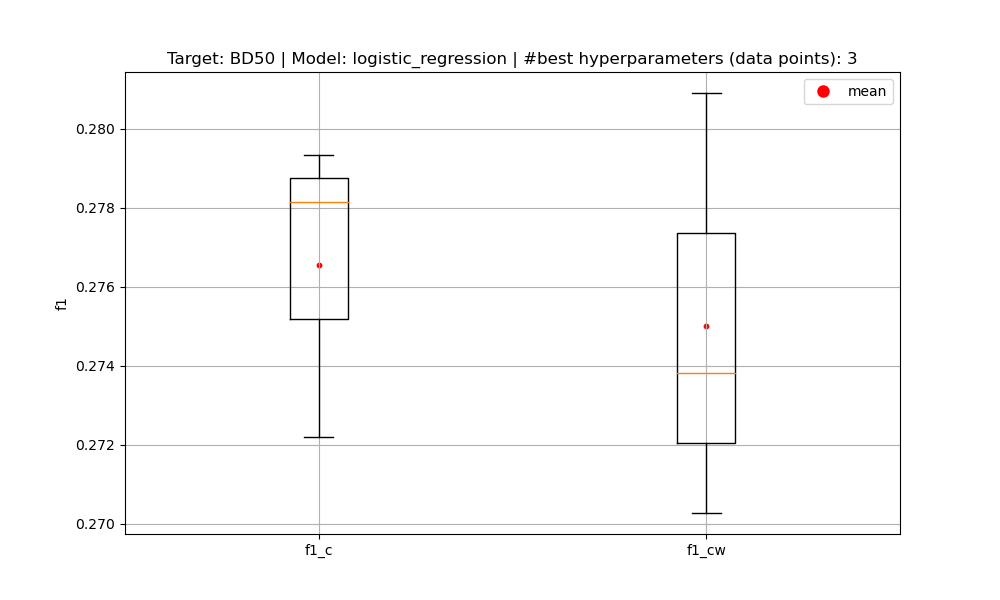 Target: BD50 | Model: logistic_regression | #best hyperparameters (data points): 3
mean
0.280
0.278
0.276
0.274
0.272
0.270
f1
f1_c
f1_cw